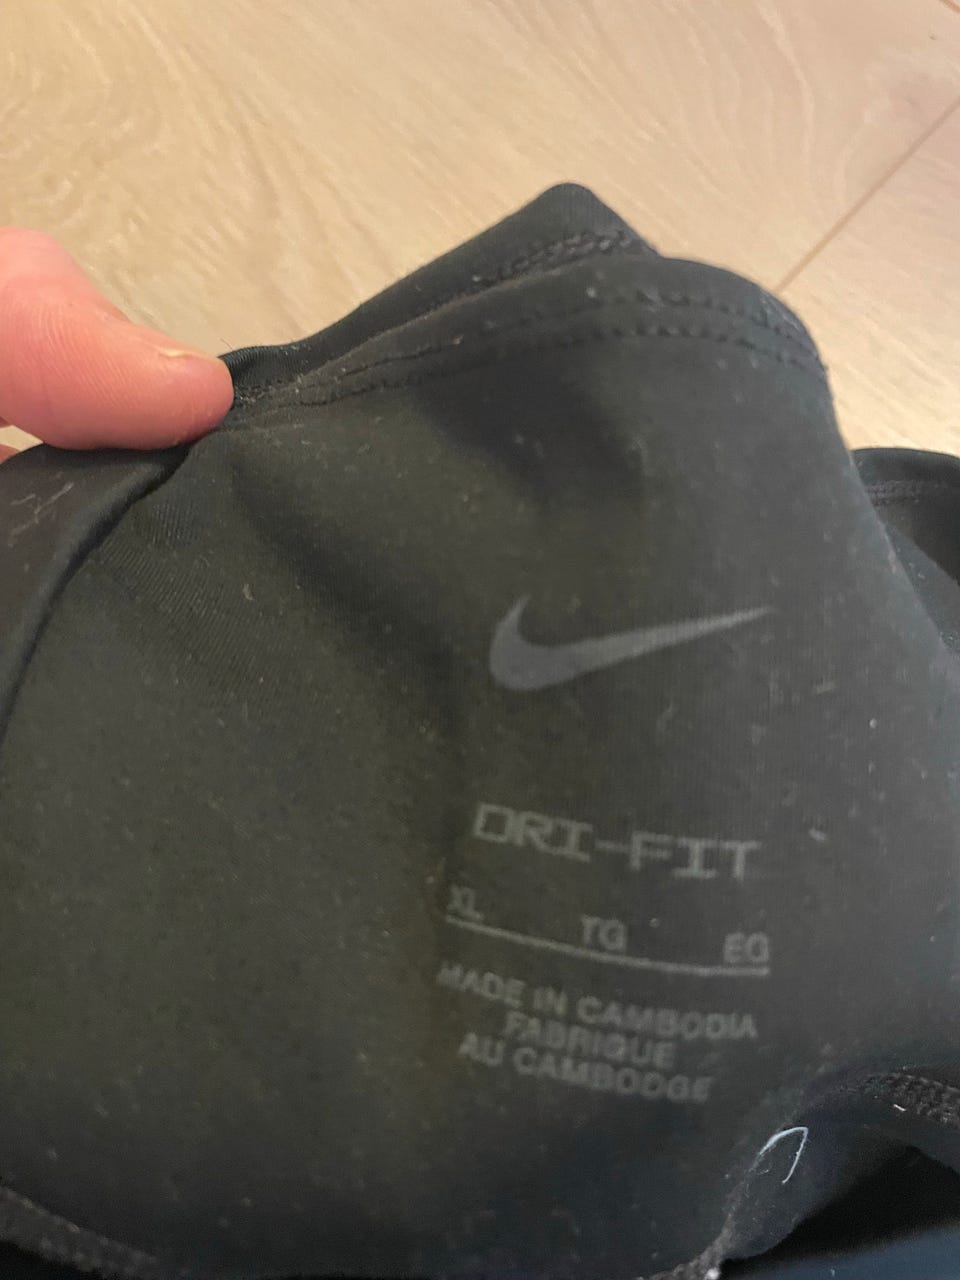 DRI-FIT
XL TG EG
MADE IN CAMBODIA
FABRIQUE
AU CAMBODGE